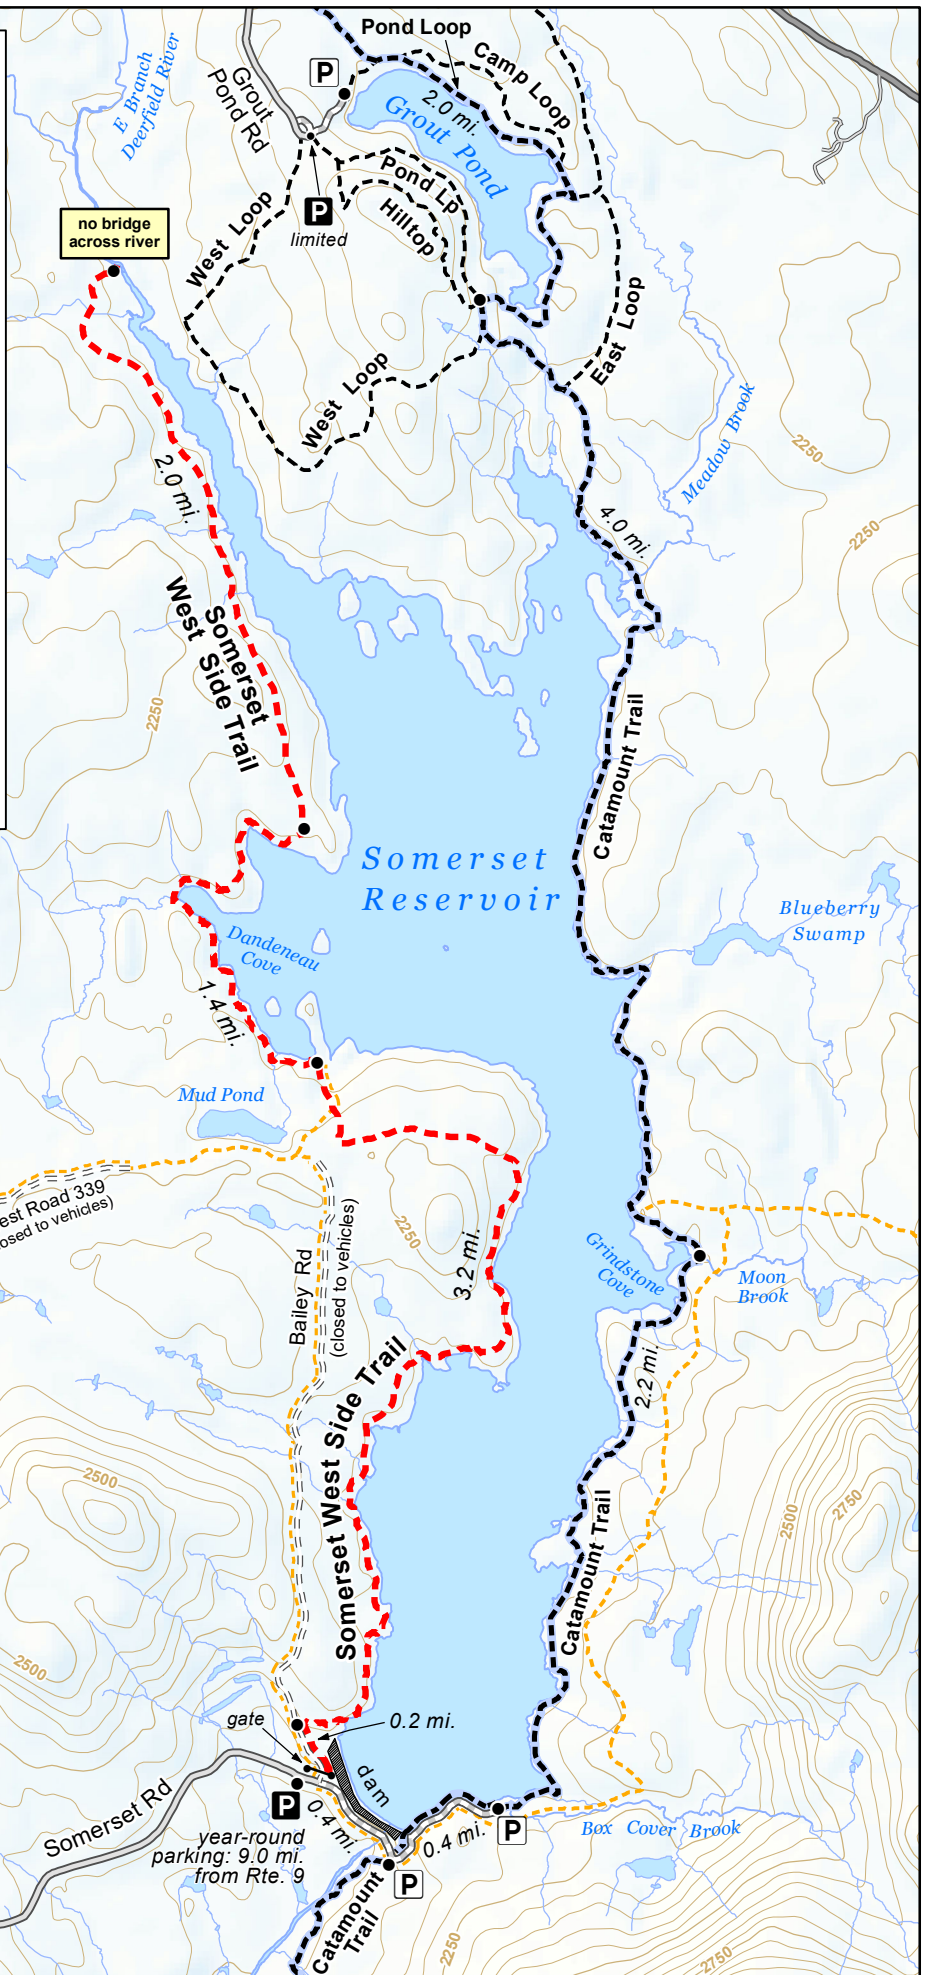 Pond Loop
Camp Loop
P
E Branch
Deerfield River
Grout
Pond Rd
2.0 mi.
Grout Pond
Pond Lp
Hilltop
P
limited
West Loop
no bridge
across river
East Loop
West Loop
Meadow Brook
2250
2250
2.0 mi.
4.0 mi.
Somerset
West Side Trail
2250
Catamount Trail
Somerset
Reservoir
Blueberry
Swamp
Dandeneau
Cove
1.4 mi.
Mud Pond
est Road 339
osed to vehicles)
2250
3.2 mi.
Bailey Rd
(closed to vehicles)
Grindstone
Cove
Moon
Brook
2.2 mi.
Somerset West Side Trail
2500
2500
2750
Catamount Trail
2500
gate
0.2 mi.
dam
Somerset Rd
P
0.4 mi.
year-round
parking: 9.0 mi.
from Rte. 9
0.4 mi.
P
Box Cover Brook
P
Catamount
Trail
2250
2750